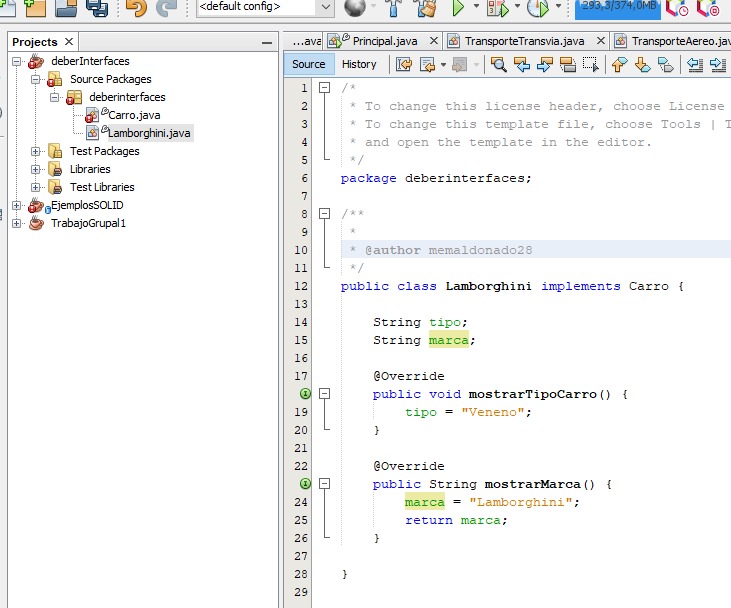 <default config>
293,3/374,0MB
Projects
...ava
Principal.java
TransporteTransvia.java
TransporteAereo.jav
Source
History
deberInterfaces
Source Packages
deberinterfaces
Carro.java
Lamborghini.java
Test Packages
Libraries
Test Libraries
EjemplosSOLID
TrabajoGrupal1
1 /*
2 * To change this license header, choose License
3 * To change this template file, choose Tools | T
4 * and open the template in the editor.
5 */
6 package deberinterfaces;
7
8 /**
9 *
10 * @author memaldonado28
11 */
12 public class Lamborghini implements Carro {
13
14 String tipo;
15 String marca;
16
17 @Override
18 public void mostrarTipoCarro() {
19 tipo = "Veneno";
20 }
21
22 @Override
23 public String mostrarMarca() {
24 marca = "Lamborghini";
25 return marca;
26 }
27
28 }
29